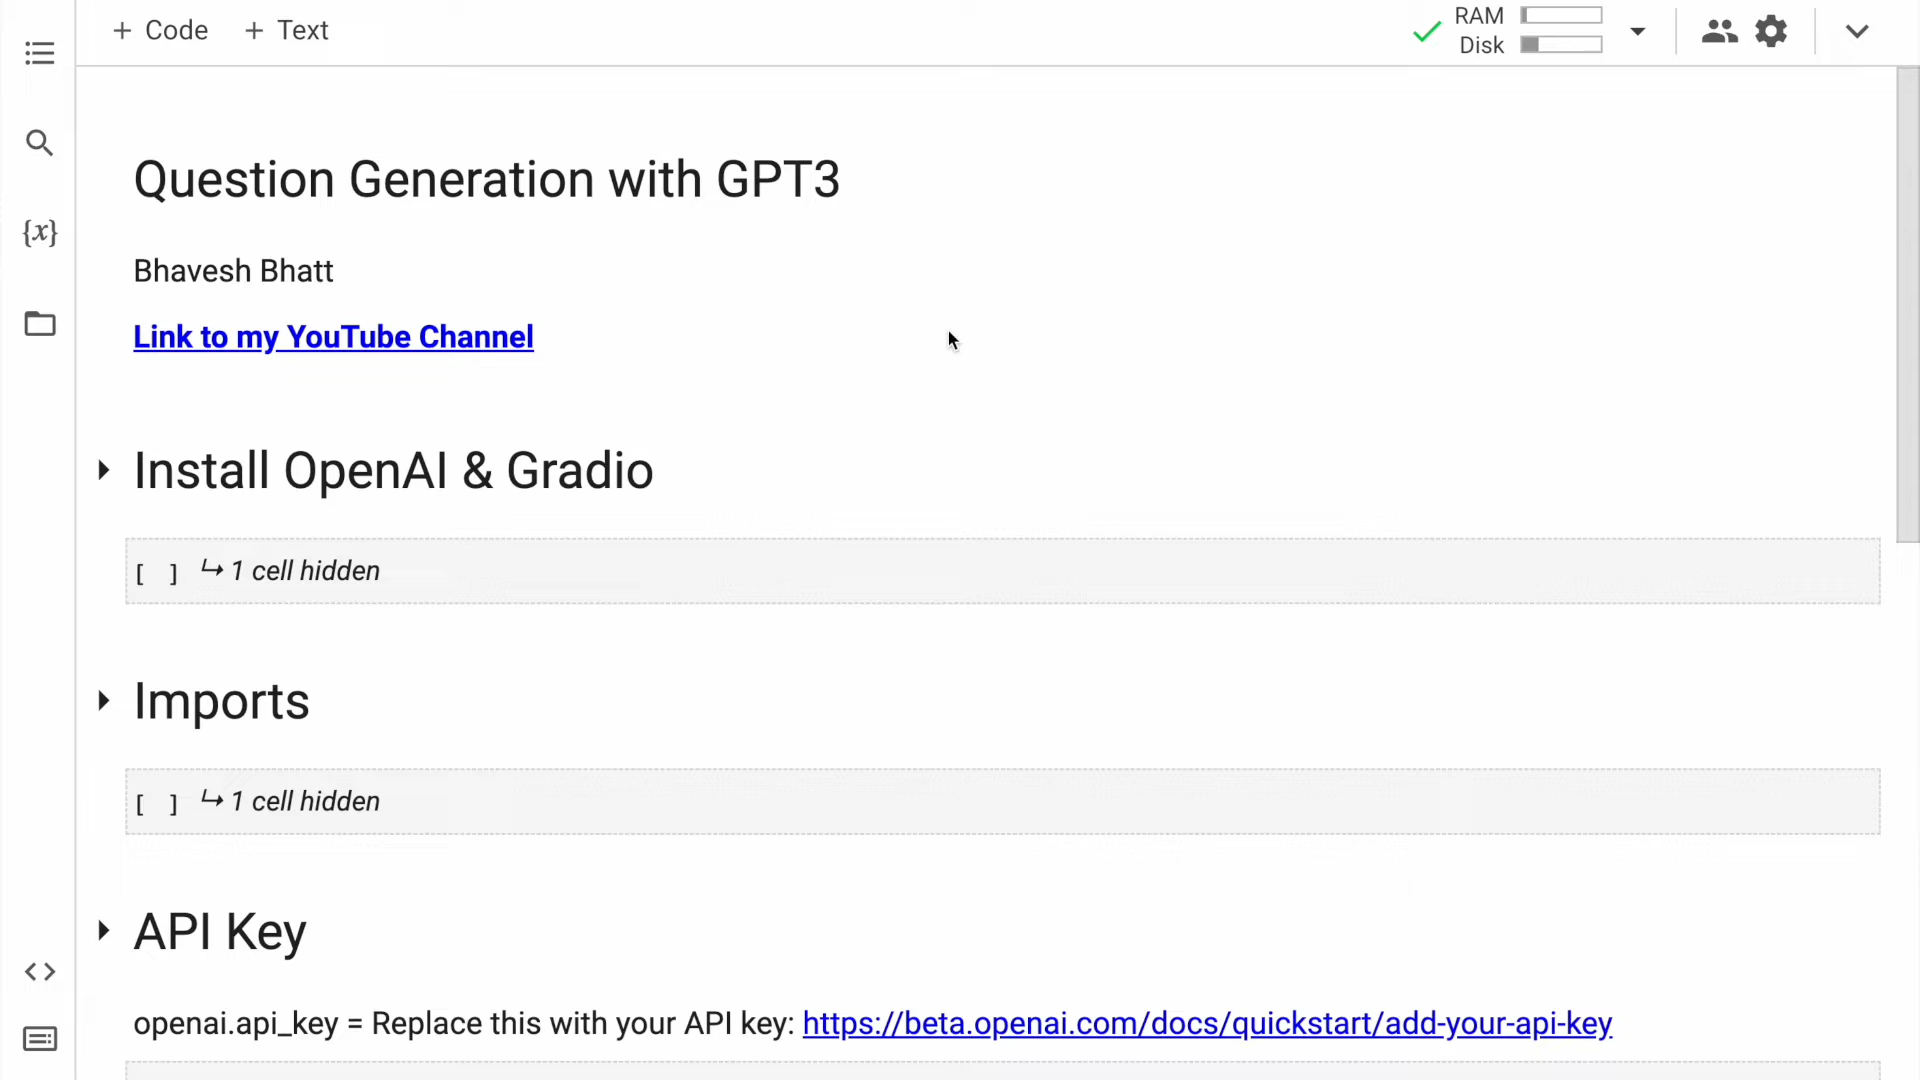 + Code + Text
RAM
Disk
{x}
Question Generation with GPT3
Bhavesh Bhatt
Link to my YouTube Channel
Install OpenAI & Gradio
[ ] ↳ 1 cell hidden
Imports
[ ] ↳ 1 cell hidden
API Key
openai.api_key = Replace this with your API key: https://beta.openai.com/docs/quickstart/add-your-api-key